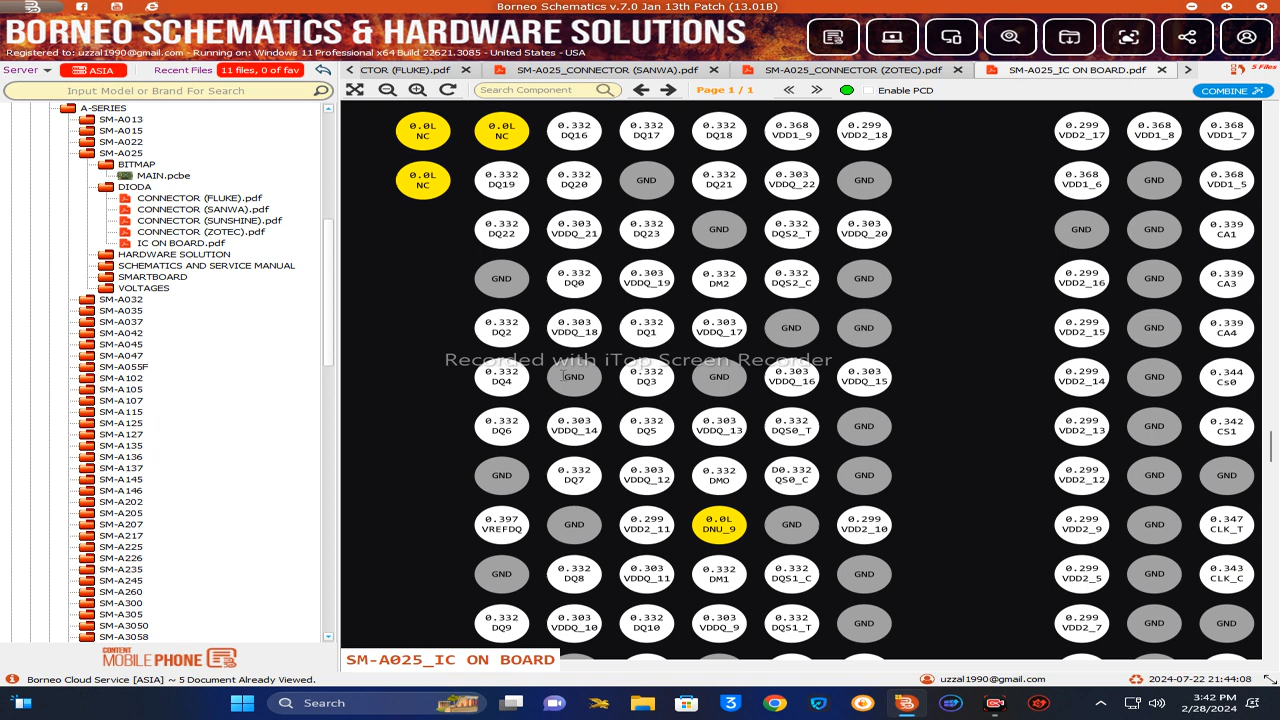 Borneo Schematics v.7.0 Jan 13th Patch (13.01B)
BORNEO SCHEMATICS & HARDWARE SOLUTIONS
Registered to: uzzal1990@gmail.com - Running on: Windows 11 Professional x64 Build 22621.3085 - United States - USA
Server ASIA Recent Files 11 files, 0 of fav
CTOR (FLUKE).pdf SM-A025_CONNECTOR (SANWA).pdf SM-A025_CONNECTOR (ZOTEC).pdf SM-A025_IC ON BOARD.pdf 5 Files
Input Model or Brand For Search
Search Component Page 1 / 1 Enable PCD COMBINE
A-SERIES
SM-A013
SM-A015
SM-A022
SM-A025
BITMAP
MAIN.pcbe
DIODA
CONNECTOR (FLUKE).pdf
CONNECTOR (SANWA).pdf
CONNECTOR (SUNSHINE).pdf
CONNECTOR (ZOTEC).pdf
IC ON BOARD.pdf
HARDWARE SOLUTION
SCHEMATICS AND SERVICE MANUAL
SMARTBOARD
VOLTAGES
SM-A032
SM-A035
SM-A037
SM-A042
SM-A045
SM-A047
SM-A055F
SM-A102
SM-A105
SM-A107
SM-A115
SM-A125
SM-A127
SM-A135
SM-A136
SM-A137
SM-A145
SM-A146
SM-A202
SM-A205
SM-A207
SM-A217
SM-A225
SM-A226
SM-A235
SM-A245
SM-A260
SM-A300
SM-A305
SM-A3050
SM-A3058
0.0L 0.0L 0.332 0.332 0.332 0.368 0.299 0.299 0.368 0.368
NC NC DQ16 DQ17 DQ18 VDD1_9 VDD2_18 VDD2_17 VDD1_8 VDD1_7
0.0L 0.332 0.332 GND 0.332 0.303 GND 0.368 GND 0.368
NC DQ19 DQ20 DQ21 VDDQ_22 VDD1_6 VDD1_5
0.332 0.303 0.332 GND 0.332 0.303 GND GND 0.339
DQ22 VDDQ_21 DQ23 DQS2_T VDDQ_20 CA1
GND 0.332 0.303 0.332 0.332 GND 0.299 GND 0.339
DQ0 VDDQ_19 DM2 DQS2_C VDD2_16 CA3
0.332 0.303 0.332 0.303 GND GND 0.299 GND 0.339
DQ2 VDDQ_18 DQ1 VDDQ_17 VDD2_15 CA4
Recorded with iTop Screen Recorder
0.332 GND 0.332 GND 0.303 0.303 0.299 GND 0.344
DQ4 DQ3 VDDQ_16 VDDQ_15 VDD2_14 Cs0
0.332 0.303 0.332 0.303 0.332 GND 0.299 GND 0.342
DQ6 VDDQ_14 DQ5 VDDQ_13 DQS0_T VDD2_13 CS1
GND 0.332 0.303 0.332 D0.332 GND 0.299 GND GND
DQ7 VDDQ_12 DMO QS0_C VDD2_12
0.397 GND 0.299 0.0L GND 0.299 0.299 GND 0.347
VREFDQ VDD2_11 DNU_9 VDD2_10 VDD2_9 CLK_T
GND 0.332 0.303 0.332 0.332 GND 0.299 GND 0.343
DQ8 VDDQ_11 DM1 DQS1_C VDD2_5 CLK_C
0.332 0.303 0.332 0.303 0.332 GND 0.299 GND GND
DQ9 VDDQ_10 DQ10 VDDQ_9 DQS1_T VDD2_7
CONTENT
MOBILE PHONE
SM-A025_IC ON BOARD
Borneo Cloud Service [ASIA] ~ 5 Document Already Viewed. uzzal1990@gmail.com 2024-07-22 21:44:08
Search
3:42 PM
2/28/2024